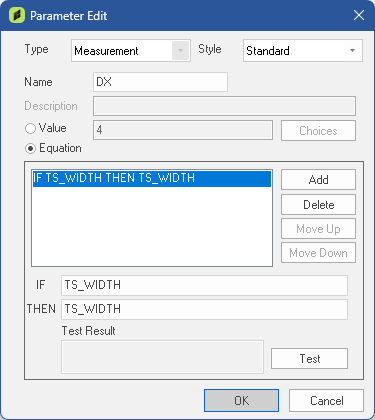 Parameter Edit
Type Measurement Style Standard
Name DX
Description
Value 4 Choices
Equation
IF TS_WIDTH THEN TS_WIDTH
Add
Delete
Move Up
Move Down
IF TS_WIDTH
THEN TS_WIDTH
Test Result
Test
OK Cancel